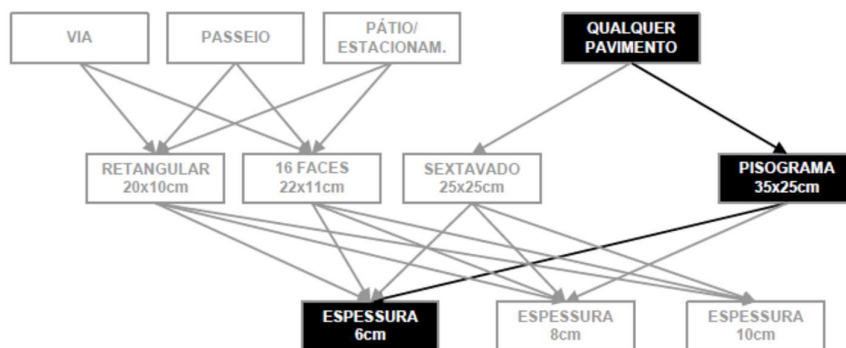 VIA
PASSEIO
PÁTIO/
ESTACIONAM.
QUALQUER
PAVIMENTO
RETANGULAR
20x10cm
16 FACES
22x11cm
SEXTAVADO
25x25cm
PISOGRAMA
35x25cm
ESPESSURA
6cm
ESPESSURA
8cm
ESPESSURA
10cm